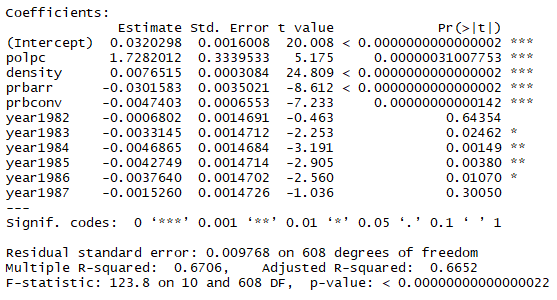 Coefficients:
              Estimate Std. Error t value             Pr(>|t|)    
(Intercept)  0.0320298  0.0016008  20.008 < 0.0000000000000002 ***
polpc        1.7282012  0.3339533   5.175     0.00000031007753 ***
density      0.0076515  0.0003084  24.809 < 0.0000000000000002 ***
prbarr      -0.0301583  0.0035021  -8.612 < 0.0000000000000002 ***
prbconv     -0.0047403  0.0006553  -7.233     0.00000000000142 ***
year1982    -0.0006802  0.0014691  -0.463              0.64354    
year1983    -0.0033145  0.0014712  -2.253              0.02462 *  
year1984    -0.0046865  0.0014684  -3.191              0.00149 ** 
year1985    -0.0042749  0.0014714  -2.905              0.00380 ** 
year1986    -0.0037640  0.0014702  -2.560              0.01070 *  
year1987    -0.0015260  0.0014726  -1.036              0.30050    
---
Signif. codes:  0 ‘***’ 0.001 ‘**’ 0.01 ‘*’ 0.05 ‘.’ 0.1 ‘ ’ 1
Residual standard error: 0.009768 on 608 degrees of freedom
Multiple R-squared:  0.6706,	Adjusted R-squared:  0.6652
F-statistic: 123.8 on 10 and 608 DF,  p-value: < 0.00000000000000022